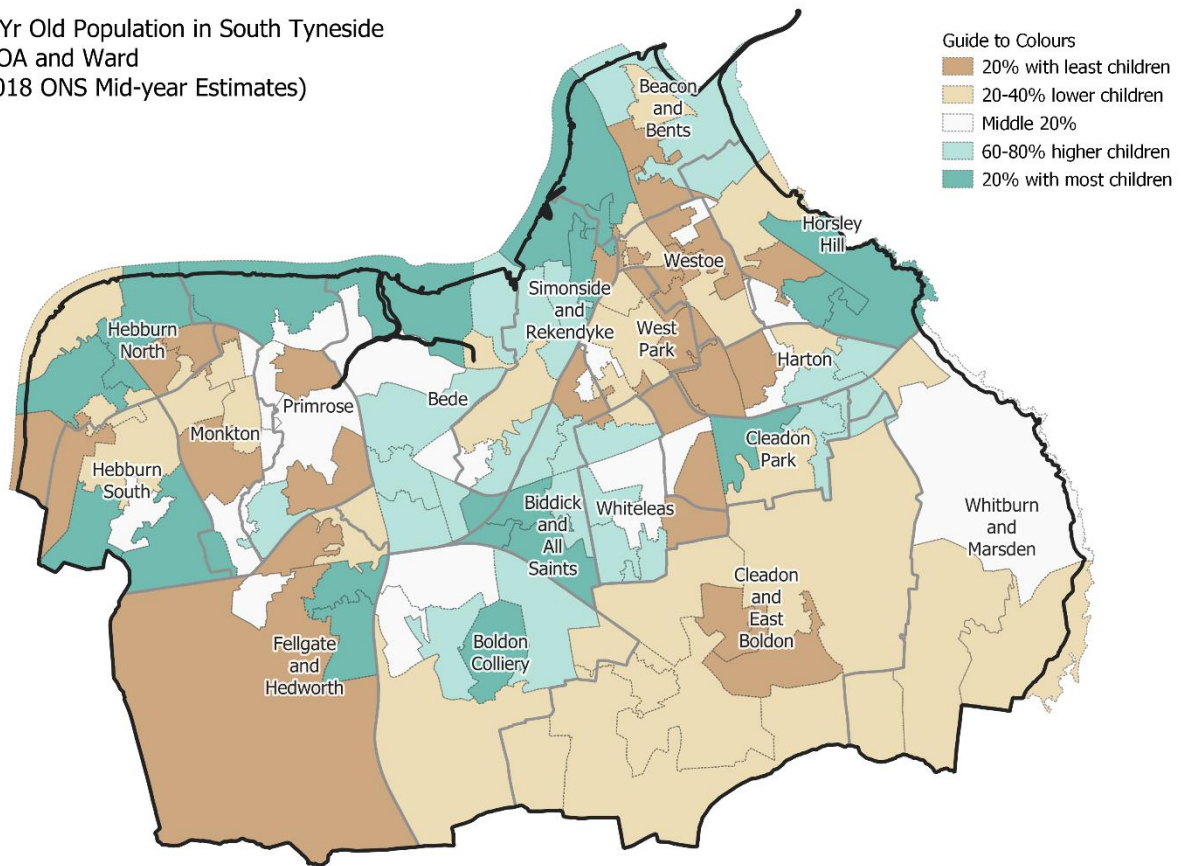 Yr Old Population in South Tyneside
OA and Ward
018 ONS Mid-year Estimates)
Guide to Colours
20% with least children
20-40% lower children
Middle 20%
60-80% higher children
20% with most children
Beacon
and
Bents
Horsley
Hill
Westoe
Simonside
and
Rekendyke
West
Park
Harton
Hebburn
North
Primrose
Bede
Monkton
Cleadon
Park
Hebburn
South
Biddick
and
All
Saints
Whiteleas
Whitburn
and
Marsden
Cleadon
and
East
Boldon
Fellgate
and
Hedworth
Boldon
Colliery